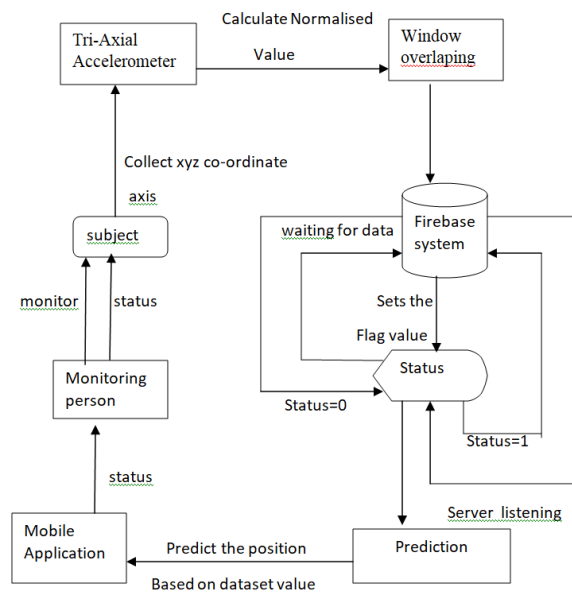 Calculate Normalised
Tri-Axial
Accelerometer
Value
Window
overlaping
Collect xyz co-ordinate
axis
subject
waiting for data
Firebase
system
monitor
status
Sets the
Flag value
Monitoring
person
Status
Status=0
Status=1
status
Server listening
Mobile
Application
Predict the position
Based on dataset value
Prediction